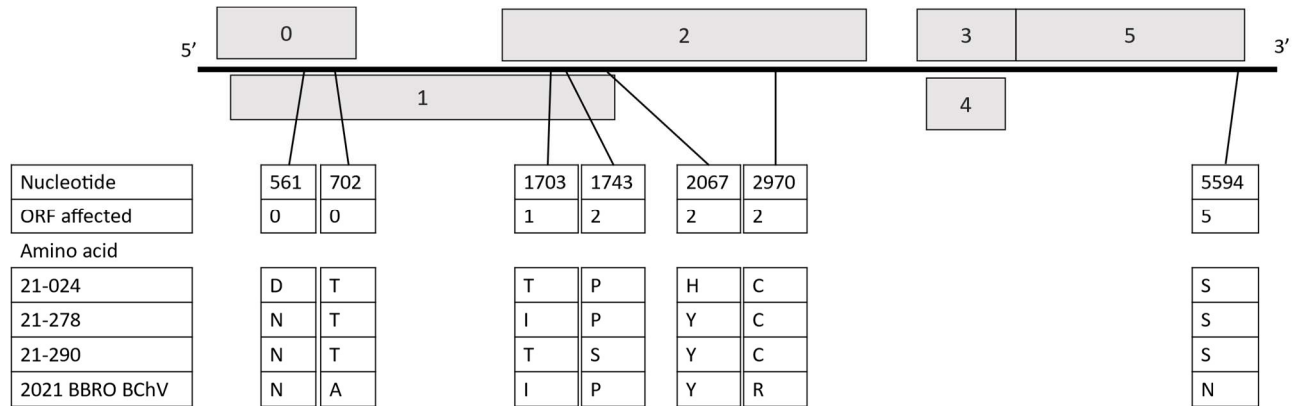 0 2 3 5
5′ 3′
1 4
Nucleotide 561 702 1703 1743 2067 2970 5594
ORF affected 0 0 1 2 2 2 5
Amino acid
21-024 D T T P H C S
21-278 N T I P Y C S
21-290 N T T S Y C S
2021 BBRO BChV N A I P Y R N